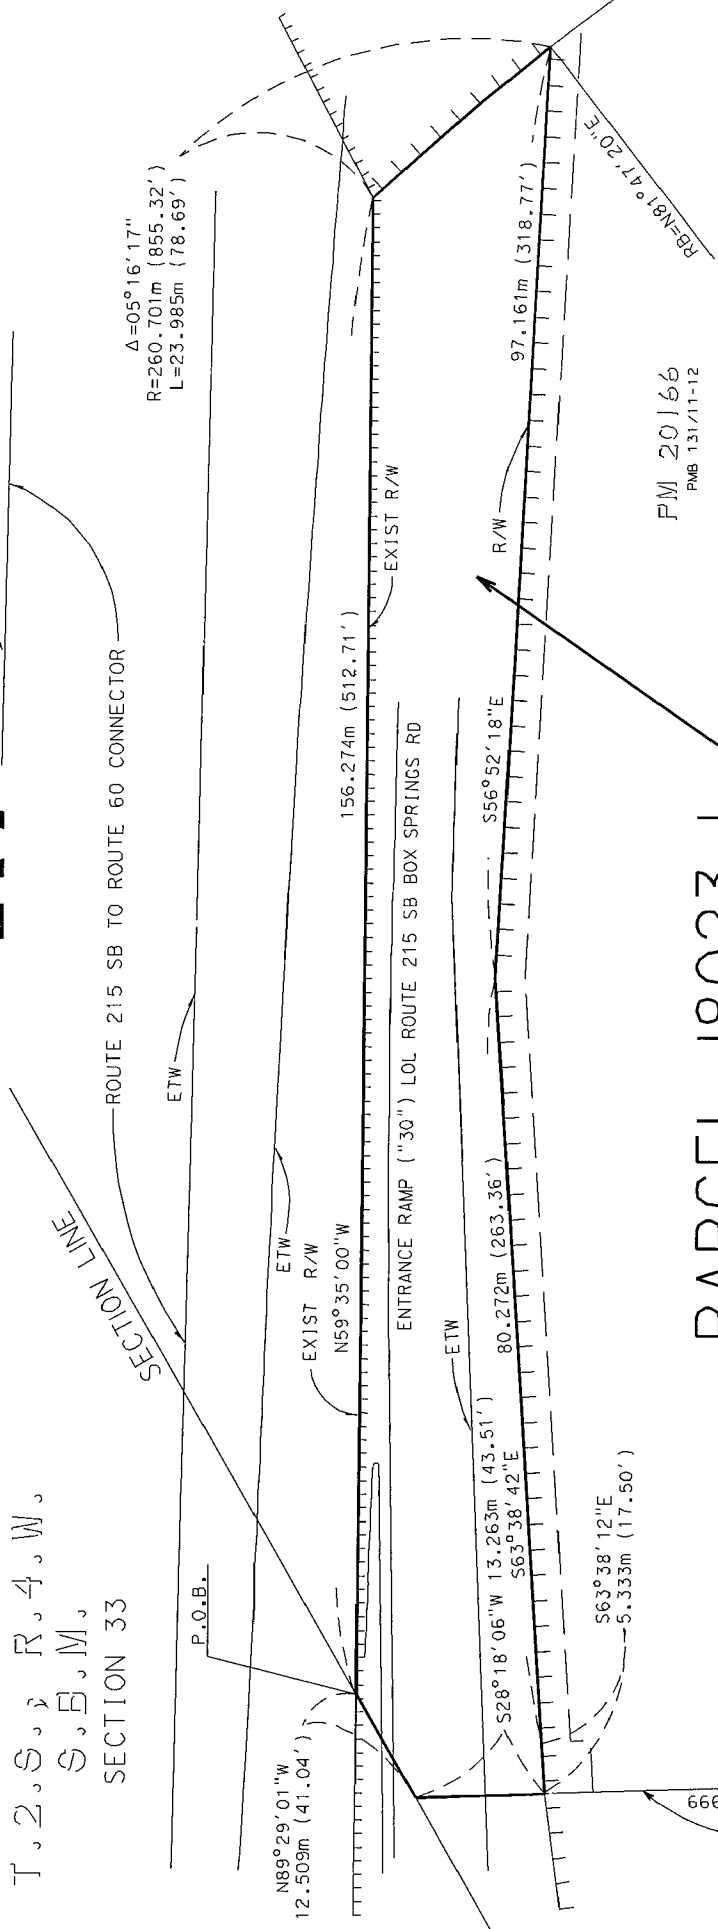 T.2.S., R.4.W.
S.B.M.
SECTION 33
SECTION LINE
ROUTE 215 SB TO ROUTE 60 CONNECTOR
ETW
Δ=05°16'17"
R=260.701m (855.32')
L=23.985m (78.69')
P.O.B.
ETW
EXIST R/W
N59°35'00"W
156.274m (512.71')
EXIST R/W
N89°29'01"W
12.509m (41.04')
ENTRANCE RAMP ("3Q") LOL ROUTE 215 SB BOX SPRINGS RD
ETW
S28°18'06"W 13.263m (43.51')
S63°38'42"E
80.272m (263.36')
S56°52'18"E
R/W
97.161m (318.77')
RB=N81°47'20"E
S63°38'12"E
5.333m (17.50')
PM 20166
PMB 131/11-12
PARCEL 18023-1
666